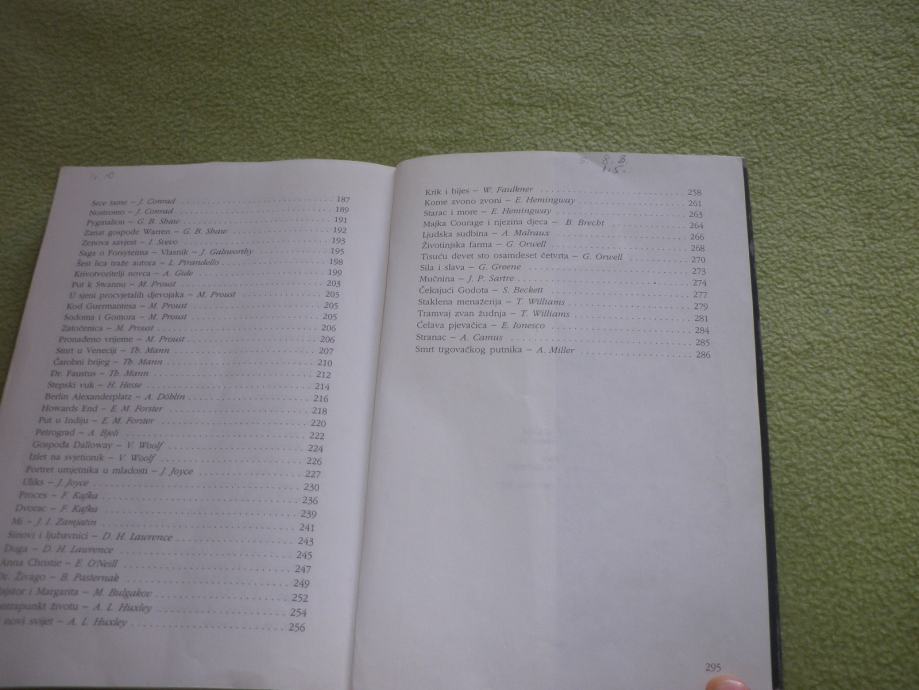 Srce tame – J. Conrad 187
Nostromo – J. Conrad 189
Pygmalion – G. B. Shaw 191
Zanat gospođe Warren – G. B. Shaw 192
Zenova savjest – I. Svevo 193
Saga o Forsyteima – Vlasnik – J. Galsworthy 195
Šest lica traže autora – L. Pirandello 198
Krivotvoritelji novca – A. Gide 199
Put k Swannu – M. Proust 203
U sjeni procvjetalih djevojaka – M. Proust 205
Kod Guermantesa – M. Proust 205
Sodoma i Gomora – M. Proust 205
Zatočenica – M. Proust 206
Pronađeno vrijeme – M. Proust 206
Smrt u Veneciji – Th. Mann 207
Čarobni brijeg – Th. Mann 210
Dr. Faustus – Th. Mann 212
Stepski vuk – H. Hesse 214
Berlin Alexanderplatz – A. Döblin 216
Howards End – E. M. Forster 218
Put u Indiju – E. M. Forster 220
Petrograd – A. Bjeli 222
Gospođa Dalloway – V. Woolf 224
Izlet na svjetionik – V. Woolf 226
Portret umjetnika u mladosti – J. Joyce 227
Uliks – J. Joyce 230
Proces – F. Kafka 236
Dvorac – F. Kafka 239
Mi – J. I. Zamjatin 241
Sinovi i ljubavnici – D. H. Lawrence 243
Duga – D. H. Lawrence 245
Anna Christie – E. O'Neill 247
Dr. Živago – B. Pasternak 249
ajstor i Margarita – M. Bulgakov 252
ntrapunkt životu – A. L. Huxley 254
novi svijet – A. L. Huxley 256
Krik i bijes – W. Faulkner 258
Kome zvono zvoni – E. Hemingway 261
Starac i more – E. Hemingway 263
Majka Courage i njezina djeca – B. Brecht 264
Ljudska sudbina – A. Malraux 266
Životinjska farma – G. Orwell 268
Tisuću devet sto osamdeset četvrta – G. Orwell 270
Sila i slava – G. Greene 273
Mučnina – J. P. Sartre 274
Čekajući Godota – S. Beckett 277
Staklena menažerija – T. Williams 279
Tramvaj zvan žudnja – T. Williams 281
Ćelava pjevačica – E. Ionesco 284
Stranac – A. Camus 285
Smrt trgovačkog putnika – A. Miller 286
295